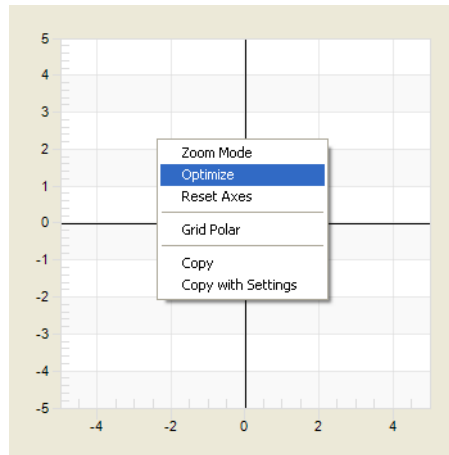 5
4
3
2
1
0
-1
-2
-3
-4
-5
Zoom Mode
Optimize
Reset Axes
Grid Polar
Copy
Copy with Settings
-4 -2 0 2 4